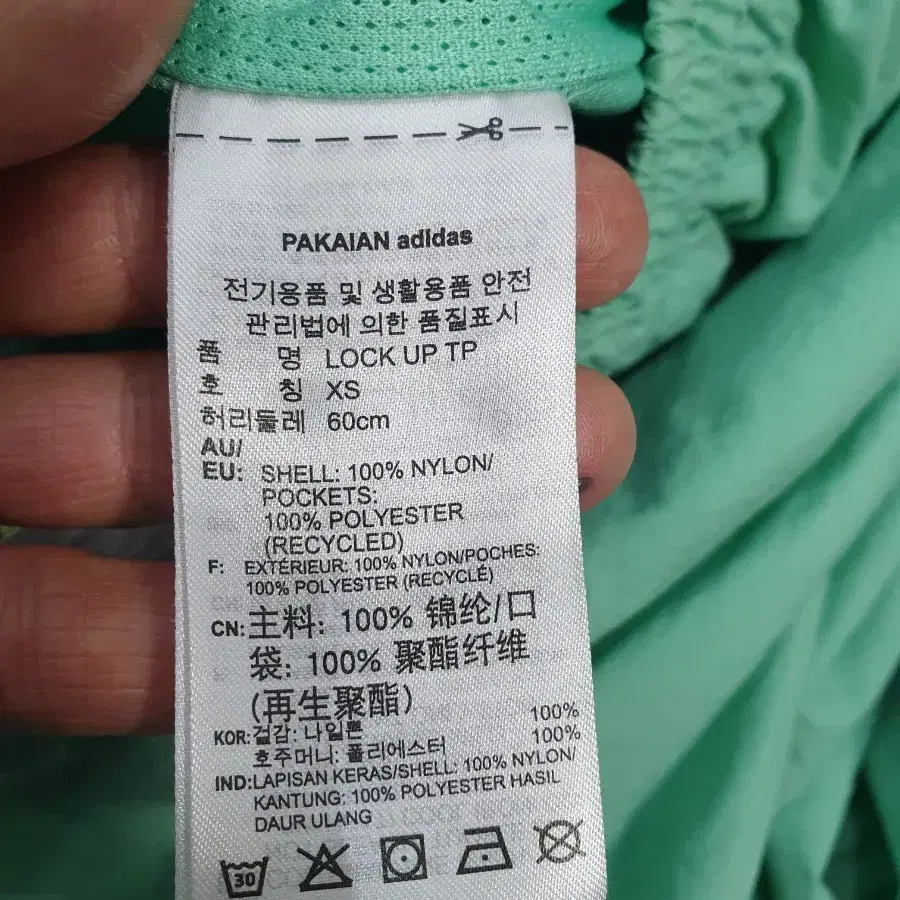 PAKAIAN adidas
전기용품 및 생활용품 안전
관리법에 의한 품질표시
품 명 LOCK UP TP
호 칭 XS
허리둘레 60cm
AU/
EU: SHELL: 100% NYLON/
POCKETS:
100% POLYESTER
(RECYCLED)
F: EXTÉRIEUR: 100% NYLON/POCHES:
100% POLYESTER (RECYCLÉ)
CN: 主料: 100% 锦纶/口
袋: 100% 聚酯纤维
(再生聚酯)
KOR:겉감: 나일론 100%
호주머니: 폴리에스터 100%
IND:LAPISAN KERAS/SHELL: 100% NYLON/
KANTUNG: 100% POLYESTER HASIL
DAUR ULANG
30